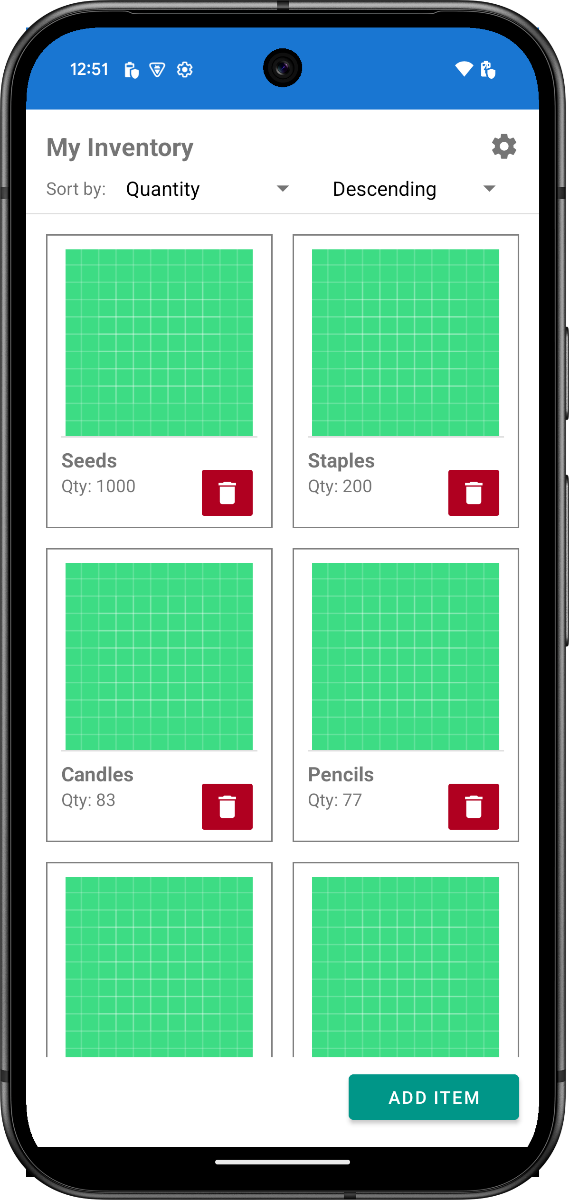 12:51
My Inventory
Sort by: Quantity Descending
Seeds
Qty: 1000
Staples
Qty: 200
Candles
Qty: 83
Pencils
Qty: 77
ADD ITEM